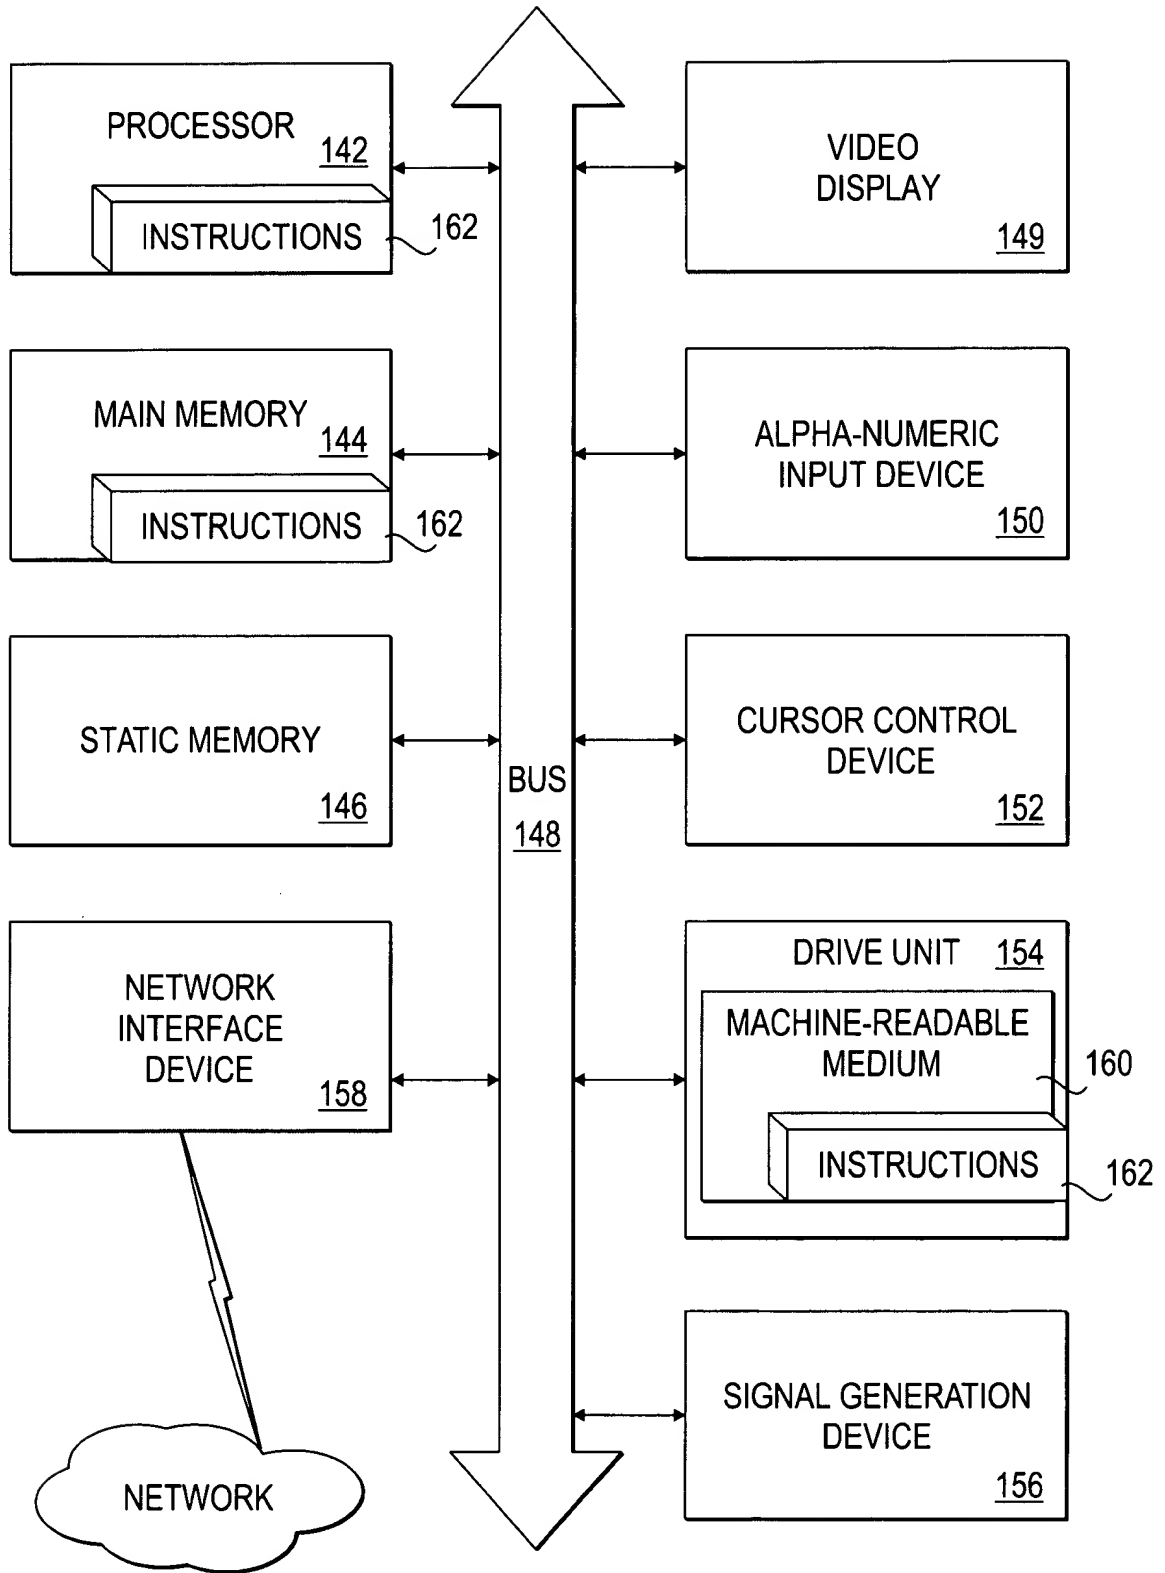 PROCESSOR
142
INSTRUCTIONS
162
MAIN MEMORY
144
INSTRUCTIONS
162
STATIC MEMORY
146
NETWORK
INTERFACE
DEVICE
158
NETWORK
BUS
148
VIDEO
DISPLAY
149
ALPHA-NUMERIC
INPUT DEVICE
150
CURSOR CONTROL
DEVICE
152
DRIVE UNIT 154
MACHINE-READABLE
MEDIUM
160
INSTRUCTIONS
162
SIGNAL GENERATION
DEVICE
156